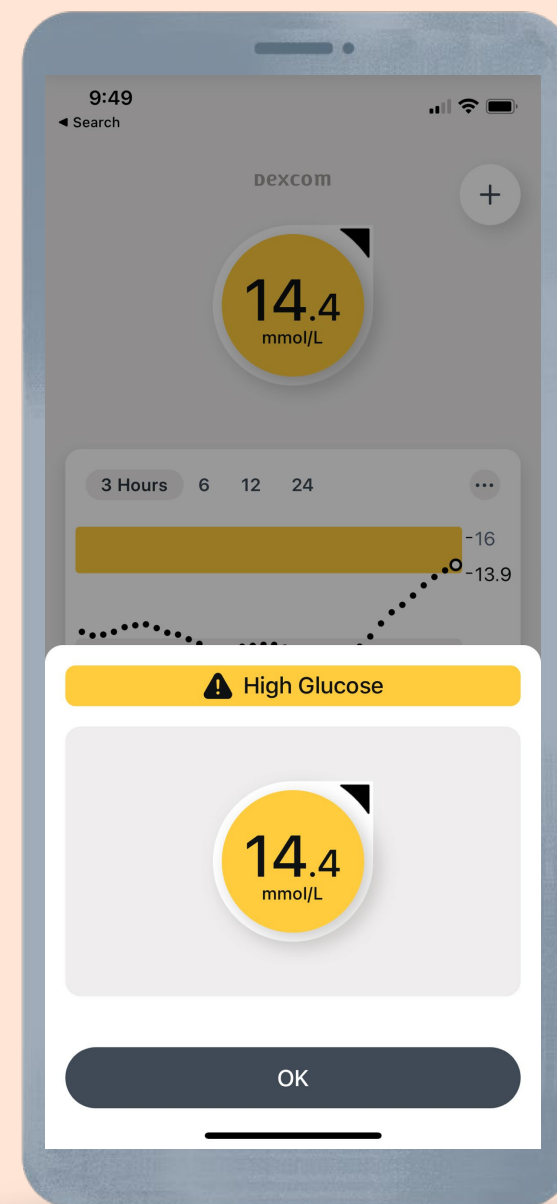 9:49
◀ Search
Dexcom
+
14.4
mmol/L
3 Hours 6 12 24
16
13.9
High Glucose
14.4
mmol/L
OK